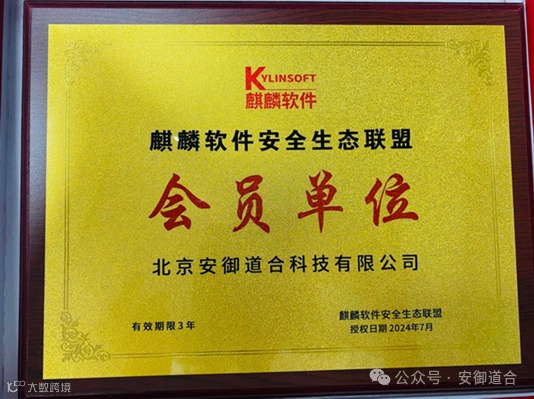 KYLINSOFT
麒麟软件
麒麟软件安全生态联盟
会员单位
北京安御道合科技有限公司
有效期限3年
麒麟软件安全生态联盟
授权日期2024年7月
公众号·安御道合
大数跨境